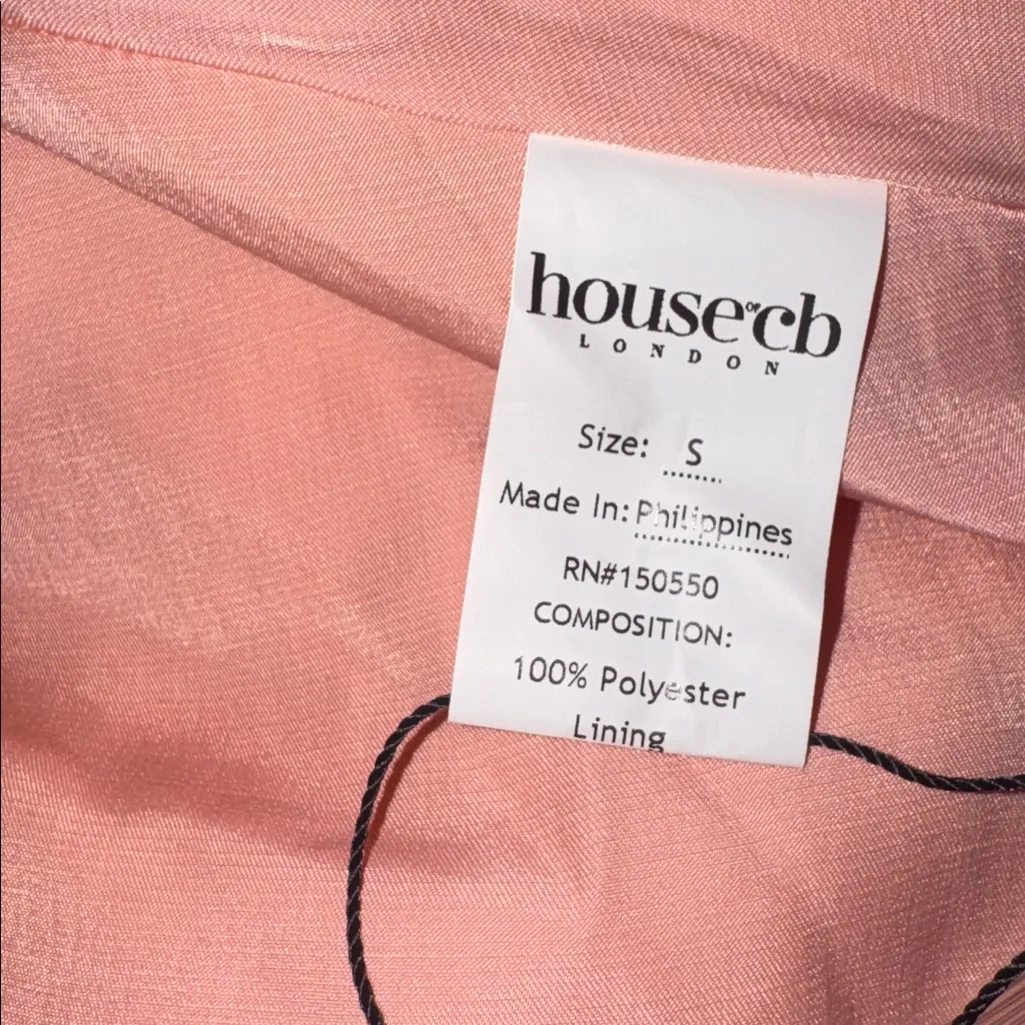 house of cb
LONDON
Size: S
Made In: Philippines
RN#150550
COMPOSITION:
100% Polyester
Lining